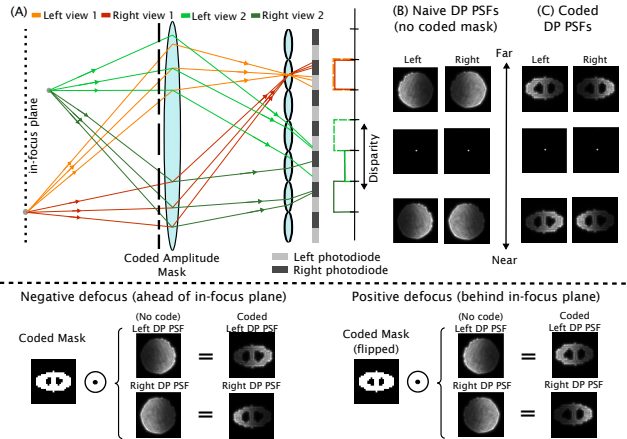 (A)
Left view 1 Right view 1 Left view 2 Right view 2
in-focus plane
Coded Amplitude
Mask
Disparity
Left photodiode
Right photodiode
(B) Naive DP PSFs
(no coded mask)
Left Right
Far
Near
(C) Coded
DP PSFs
Left Right
Negative defocus (ahead of in-focus plane)
Coded Mask
(No code)
Left DP PSF
Coded
Left DP PSF
=
Right DP PSF
Right DP PSF
=
Positive defocus (behind in-focus plane)
Coded Mask
(flipped)
(No code)
Left DP PSF
Coded
Left DP PSF
=
Right DP PSF
Right DP PSF
=